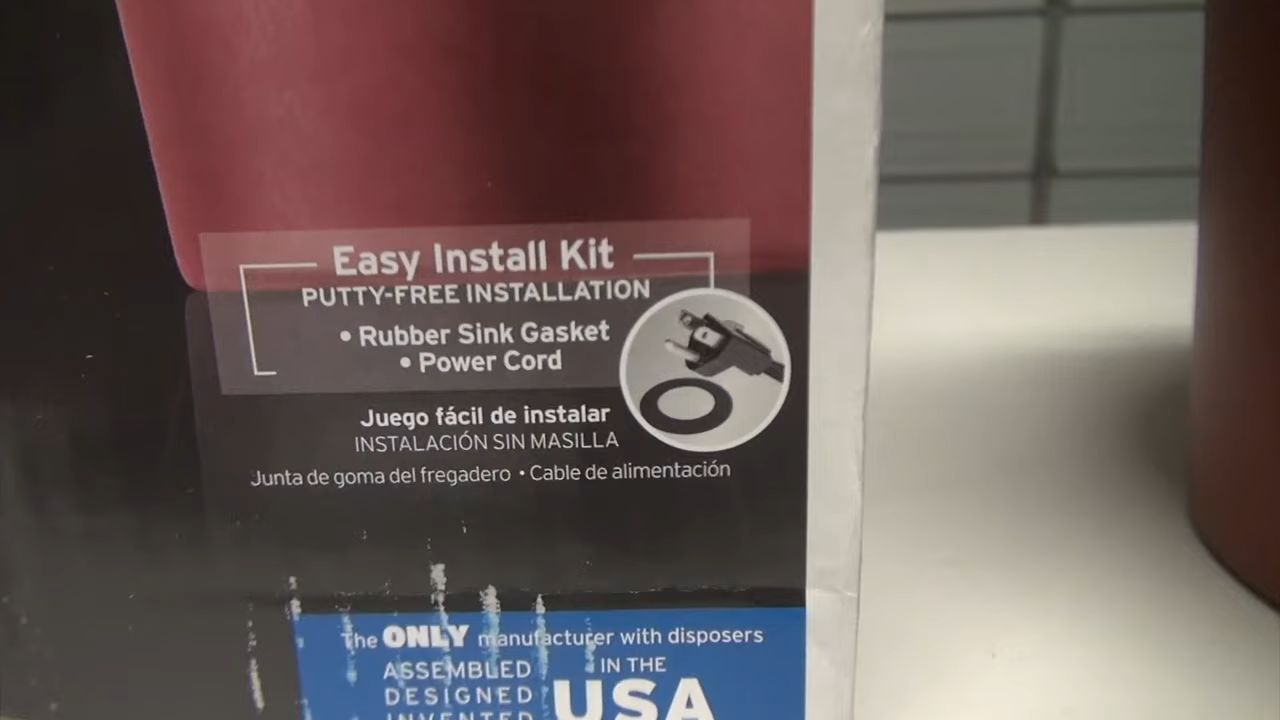 Easy Install Kit
PUTTY-FREE INSTALLATION
• Rubber Sink Gasket
• Power Cord
Juego fácil de instalar
INSTALACIÓN SIN MASILLA
Junta de goma del fregadero • Cable de alimentación
The ONLY manufacturer with disposers
ASSEMBLED
DESIGNED
INVENTED
IN THE
USA